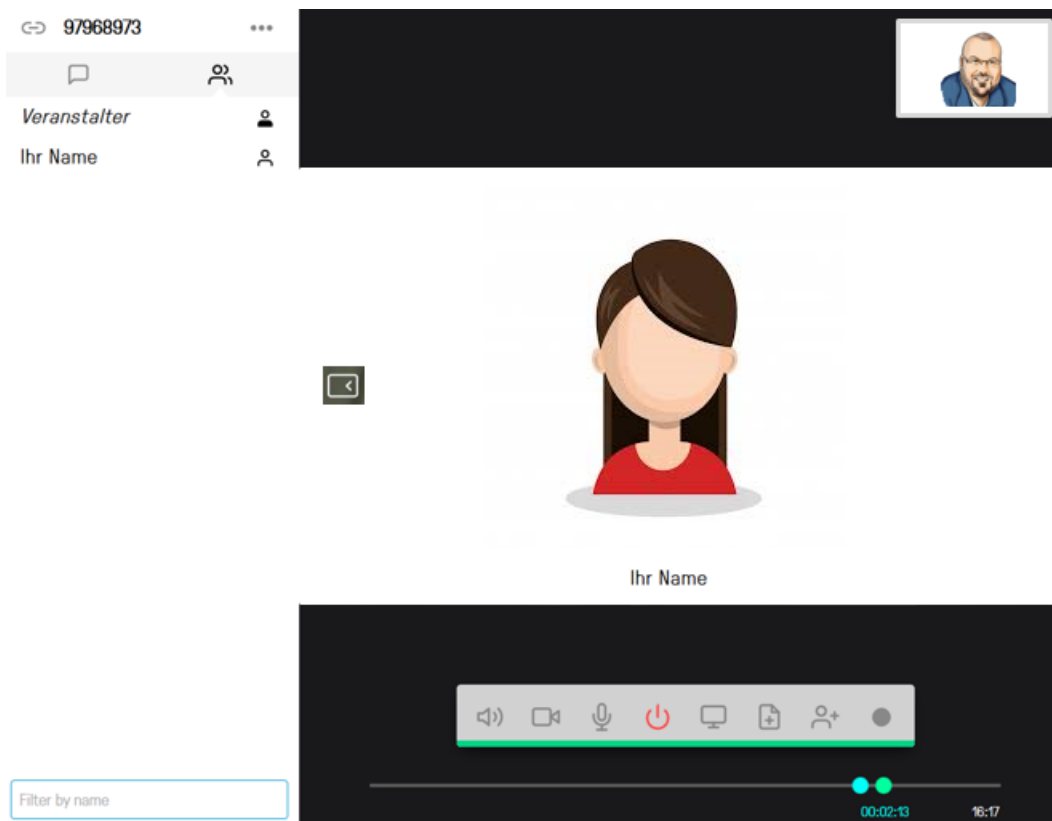 97968973
Veranstalter
Ihr Name
Ihr Name
00:02:13
16:17
Filter by name